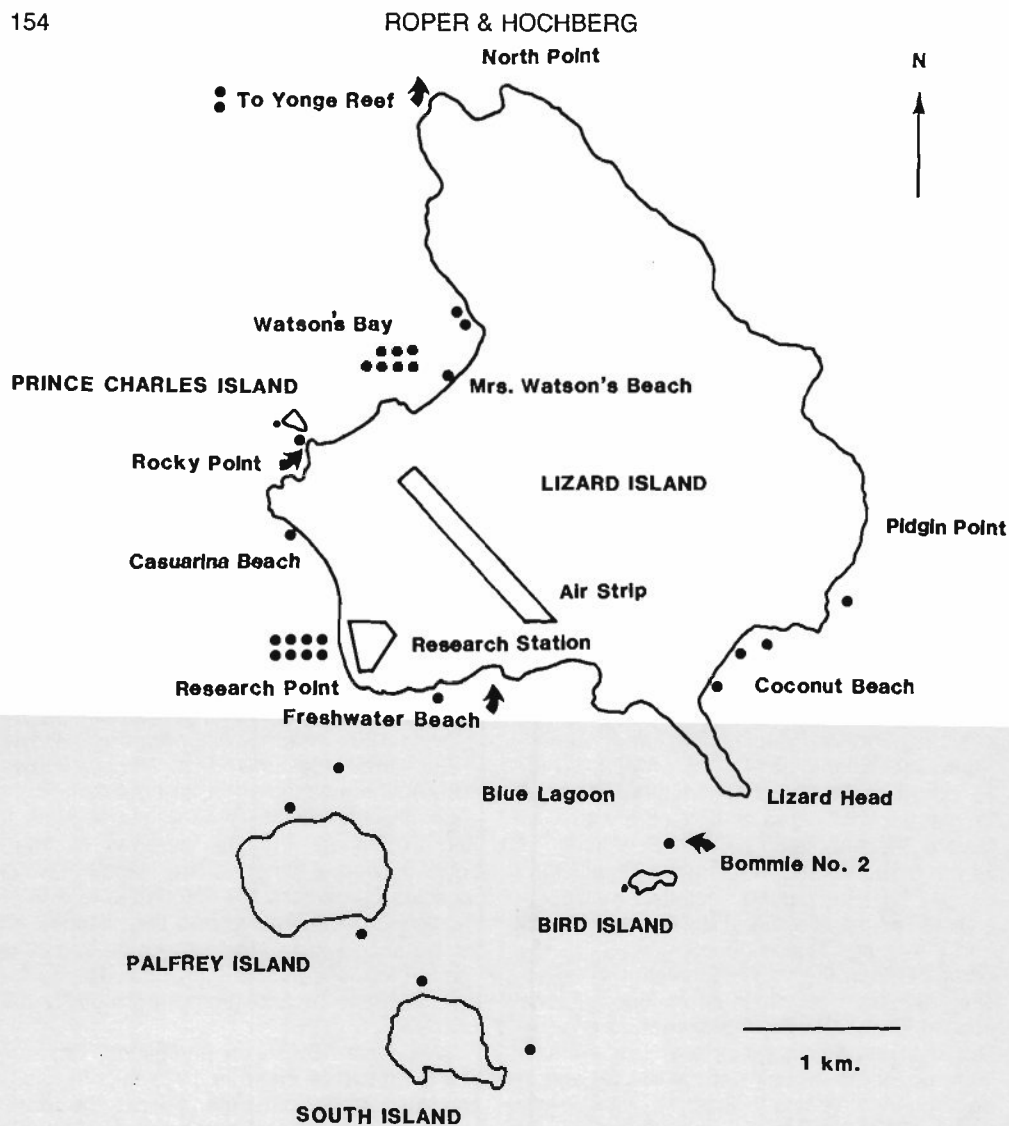 154
ROPER & HOCHBERG
North Point
N
To Yonge Reef
Watson's Bay
PRINCE CHARLES ISLAND
Mrs. Watson's Beach
Rocky Point
LIZARD ISLAND
Pidgin Point
Casuarina Beach
Air Strip
Research Station
Research Point
Coconut Beach
Freshwater Beach
Blue Lagoon
Lizard Head
Bommie No. 2
BIRD ISLAND
PALFREY ISLAND
1 km.
SOUTH ISLAND